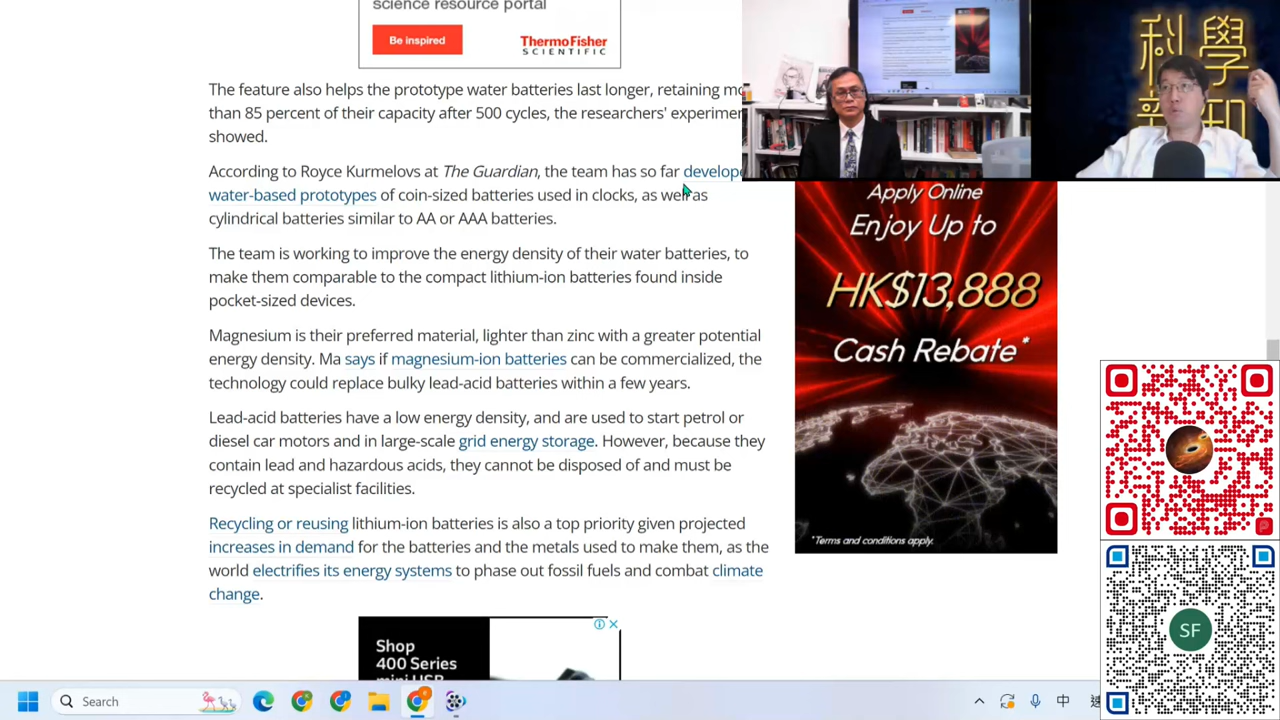 science resource portal
Be inspired
ThermoFisher
SCIENTIFIC
The feature also helps the prototype water batteries last longer, retaining
than 85 percent of their capacity after 500 cycles, the researchers'
showed.
According to Royce Kurmelovs at The Guardian, the team has so far
water-based prototypes of coin-sized batteries used in clocks, as well as
cylindrical batteries similar to AA or AAA batteries.
The team is working to improve the energy density of their water batteries, to
make them comparable to the compact lithium-ion batteries found inside
pocket-sized devices.
Magnesium is their preferred material, lighter than zinc with a greater potential
energy density. Ma says if magnesium-ion batteries can be commercialized, the
technology could replace bulky lead-acid batteries within a few years.
Lead-acid batteries have a low energy density, and are used to start petrol or
diesel car motors and in large-scale grid energy storage. However, because they
contain lead and hazardous acids, they cannot be disposed of and must be
recycled at specialist facilities.
Recycling or reusing lithium-ion batteries is also a top priority given projected
increases in demand for the batteries and the metals used to make them, as the
world electrifies its energy systems to phase out fossil fuels and combat climate
change.
Shop
400 Series
mini USB
科學
知
Apply Online
Enjoy Up to
HK$13,888
Cash Rebate*
*Terms and conditions apply.
SF
Search
中